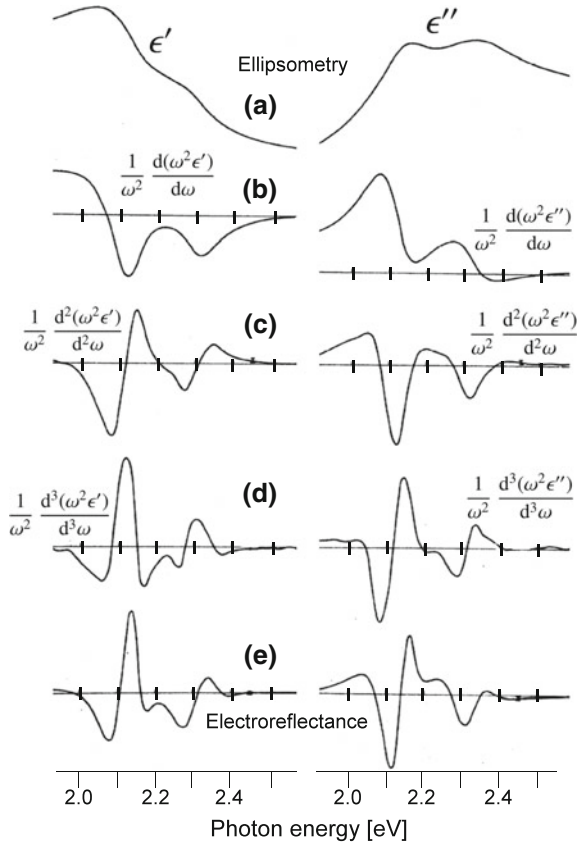 ϵ′ ϵ″
Ellipsometry
(a)
(b)
1/ω² d(ω²ϵ′)/dω
1/ω² d(ω²ϵ″)/dω
(c)
1/ω² d²(ω²ϵ′)/d²ω
1/ω² d²(ω²ϵ″)/d²ω
(d)
1/ω² d³(ω²ϵ′)/d³ω
1/ω² d³(ω²ϵ″)/d³ω
(e)
Electroreflectance
2.0 2.2 2.4 2.0 2.2 2.4
Photon energy [eV]